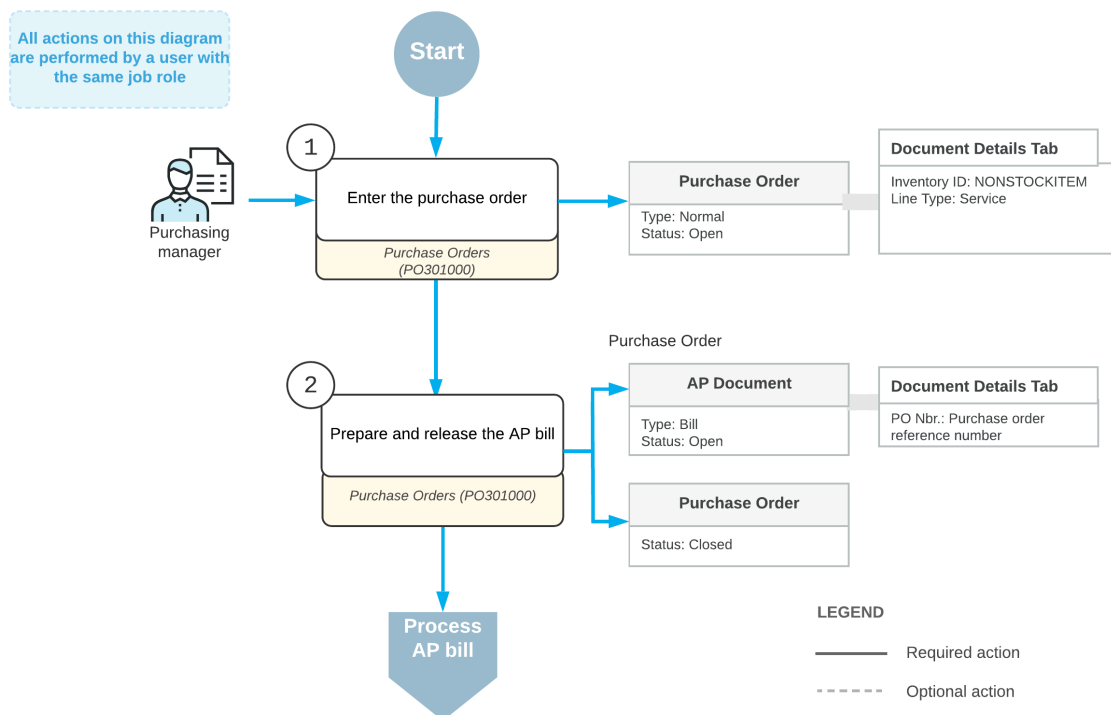 All actions on this diagram
are performed by a user with
the same job role
Start
1
Enter the purchase order
Purchase Orders
(PO301000)
Purchasing
manager
Purchase Order
Type: Normal
Status: Open
Document Details Tab
Inventory ID: NONSTOCKITEM
Line Type: Service
Purchase Order
2
Prepare and release the AP bill
Purchase Orders (PO301000)
AP Document
Type: Bill
Status: Open
Document Details Tab
PO Nbr.: Purchase order
reference number
Purchase Order
Status: Closed
Process
AP bill
LEGEND
Required action
Optional action